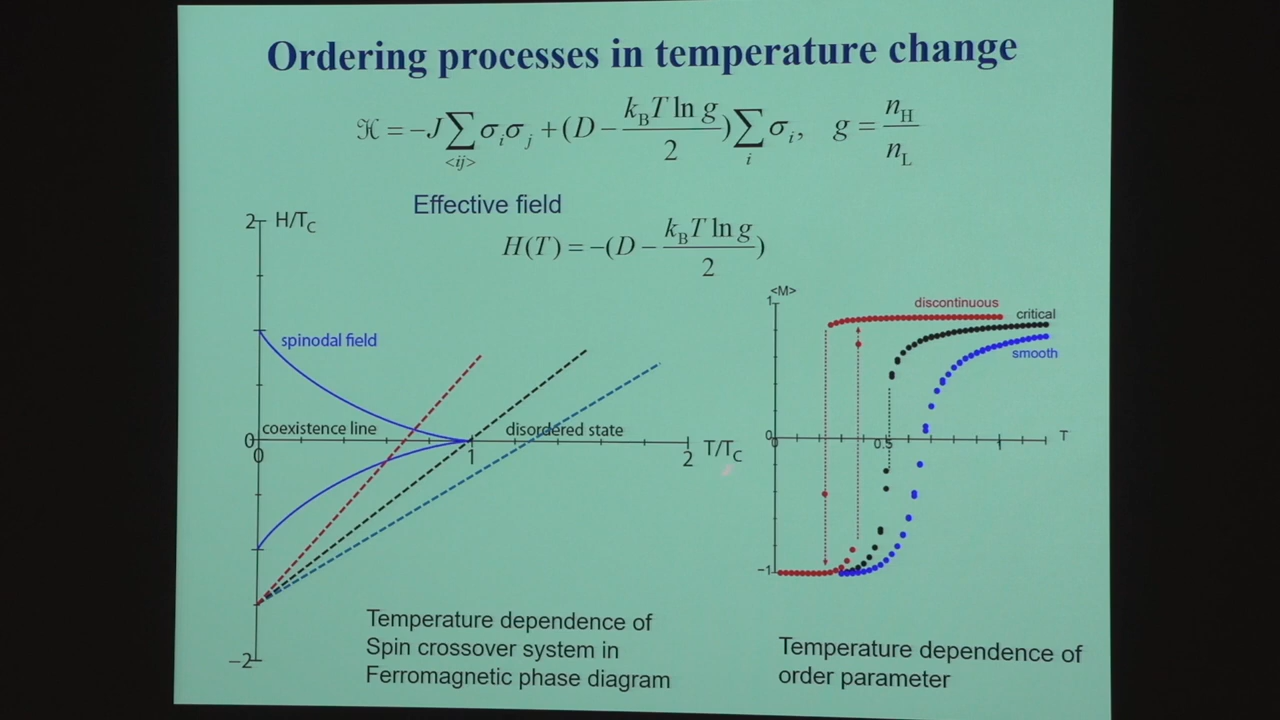 Ordering processes in temperature change
ℋ = −J∑<ij> σiσj + (D − kBT ln g / 2)∑i σi, g = nH / nL
Effective field
H(T) = −(D − kBT ln g / 2)
2 H/TC
spinodal field
coexistence line
disordered state
0
0 1 2 T/TC
−2
Temperature dependence of
Spin crossover system in
Ferromagnetic phase diagram
<M>
1
discontinuous
critical
smooth
0
0 0.5 1 T
−1
Temperature dependence of
order parameter